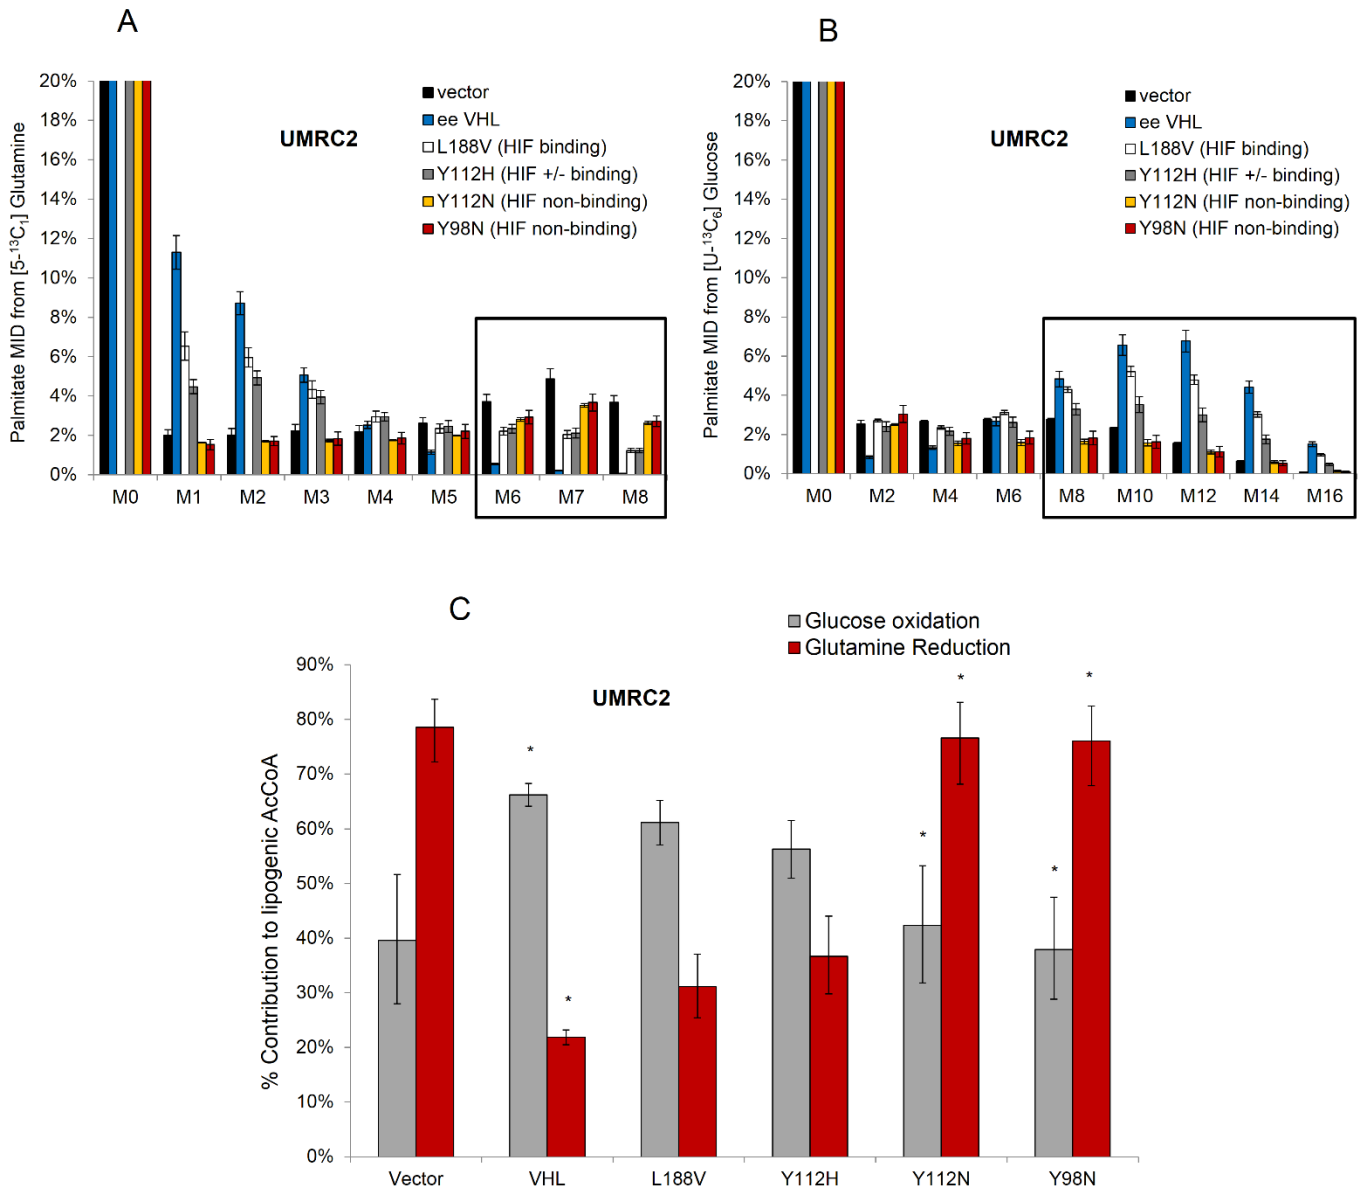 A
Palmitate MID from [5-¹³C₁] Glutamine
20%
18%
16%
14%
12%
10%
8%
6%
4%
2%
0%
UMRC2
vector
ee VHL
L188V (HIF binding)
Y112H (HIF +/- binding)
Y112N (HIF non-binding)
Y98N (HIF non-binding)
M0 M1 M2 M3 M4 M5 M6 M7 M8
B
Palmitate MID from [U-¹³C₆] Glucose
20%
18%
16%
14%
12%
10%
8%
6%
4%
2%
0%
UMRC2
vector
ee VHL
L188V (HIF binding)
Y112H (HIF +/- binding)
Y112N (HIF non-binding)
Y98N (HIF non-binding)
M0 M2 M4 M6 M8 M10 M12 M14 M16
C
Glucose oxidation
Glutamine Reduction
% Contribution to lipogenic AcCoA
90%
80%
70%
60%
50%
40%
30%
20%
10%
0%
UMRC2
* * * * * *
Vector VHL L188V Y112H Y112N Y98N